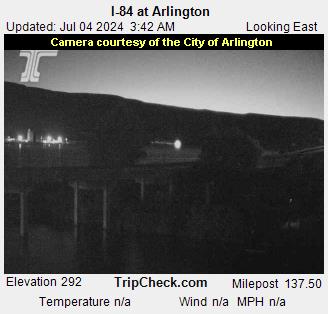 I-84 at Arlington
Updated: Jul 04 2024 3:42 AM Looking East
Camera courtesy of the City of Arlington
Elevation 292 TripCheck.com Milepost 137.50
Temperature n/a Wind n/a MPH n/a